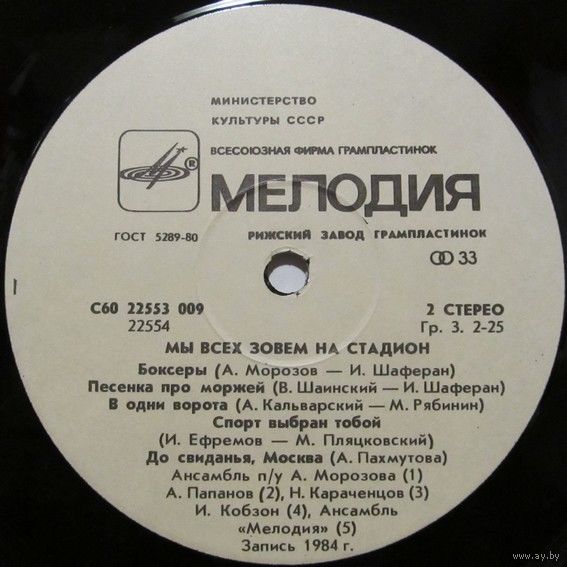 МИНИСТЕРСТВО
КУЛЬТУРЫ СССР
ВСЕСОЮЗНАЯ ФИРМА ГРАМПЛАСТИНОК
®
МЕЛОДИЯ
ГОСТ 5289-80 РИЖСКИЙ ЗАВОД ГРАМПЛАСТИНОК
33
С60 22553 009 2 СТЕРЕО
22554 Гр. 3. 2-25
МЫ ВСЕХ ЗОВЕМ НА СТАДИОН
Боксеры (А. Морозов — И. Шаферан)
Песенка про моржей (В. Шаинский — И. Шаферан)
В одни ворота (А. Кальварский — М. Рябинин)
Спорт выбран тобой
(И. Ефремов — М. Пляцковский)
До свиданья, Москва (А. Пахмутова)
Ансамбль п/у А. Морозова (1)
А. Папанов (2), Н. Караченцов (3)
И. Кобзон (4), Ансамбль
«Мелодия» (5)
Запись 1984 г.
www.ay.by